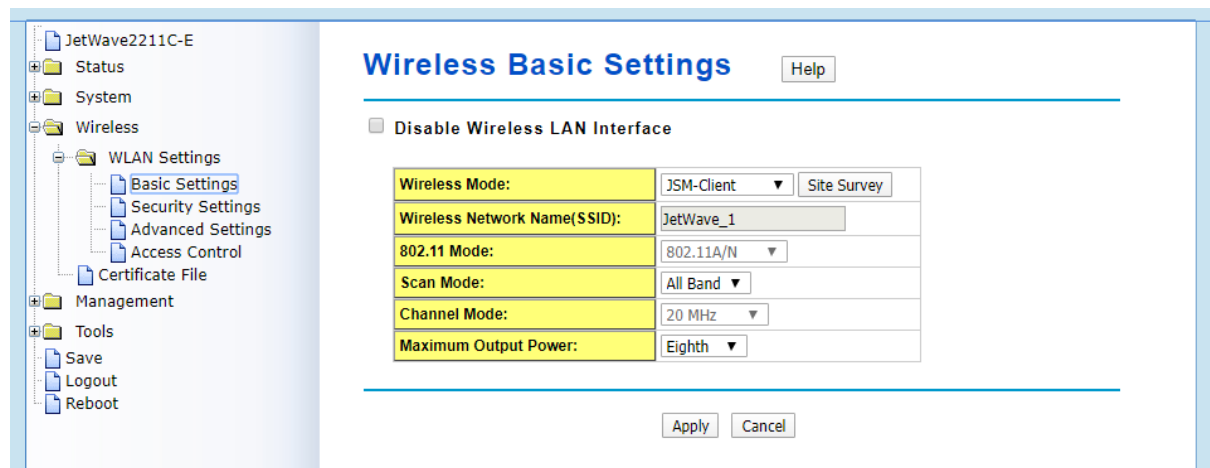 JetWave2211C-E
Status
System
Wireless
WLAN Settings
Basic Settings
Security Settings
Advanced Settings
Access Control
Certificate File
Management
Tools
Save
Logout
Reboot
Wireless Basic Settings Help
Disable Wireless LAN Interface
Wireless Mode: JSM-Client Site Survey
Wireless Network Name(SSID): JetWave_1
802.11 Mode: 802.11A/N
Scan Mode: All Band
Channel Mode: 20 MHz
Maximum Output Power: Eighth
Apply Cancel